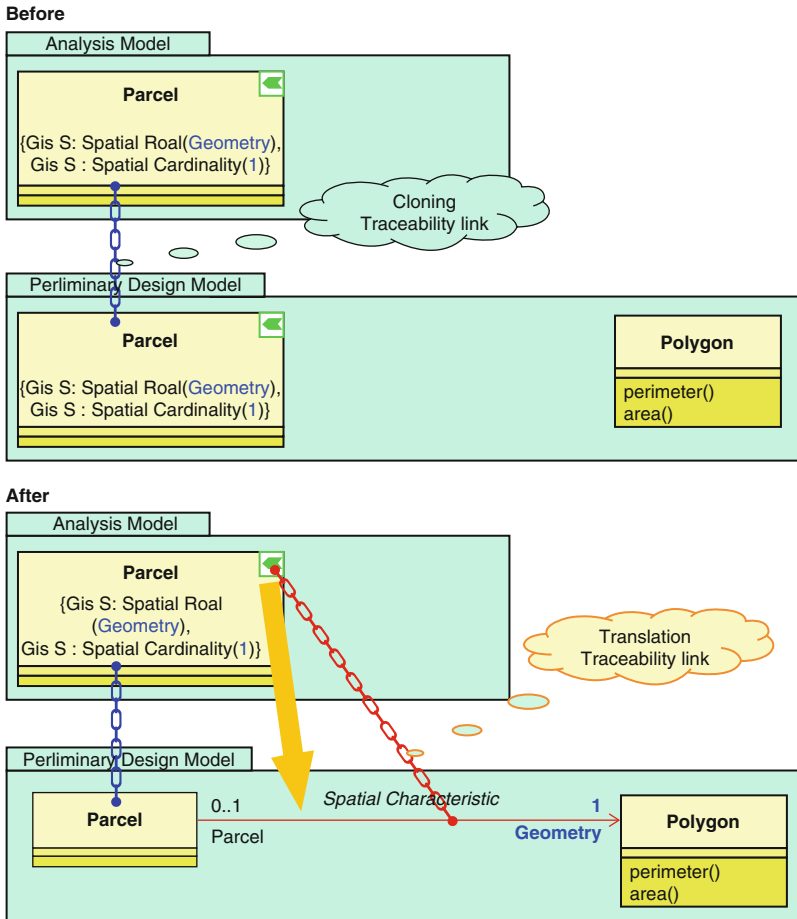 Before
Analysis Model
Parcel
{Gis S: Spatial Roal(Geometry),
Gis S : Spatial Cardinality(1)}
Cloning
Traceability link
Perliminary Design Model
Parcel
{Gis S: Spatial Roal(Geometry),
Gis S : Spatial Cardinality(1)}
Polygon
perimeter()
area()
After
Analysis Model
Parcel
{Gis S: Spatial Roal
(Geometry),
Gis S : Spatial Cardinality(1)}
Translation
Traceability link
Perliminary Design Model
Parcel
0..1
Parcel
Spatial Characteristic
1
Geometry
Polygon
perimeter()
area()